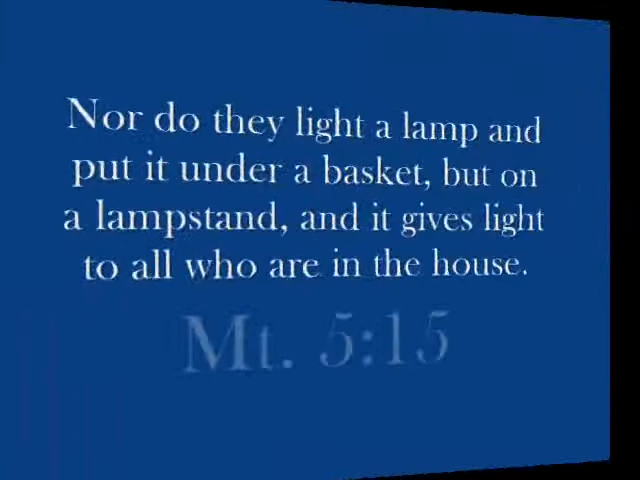 Nor do they light a lamp and
put it under a basket, but on
a lampstand, and it gives light
to all who are in the house.
Mt. 5:15